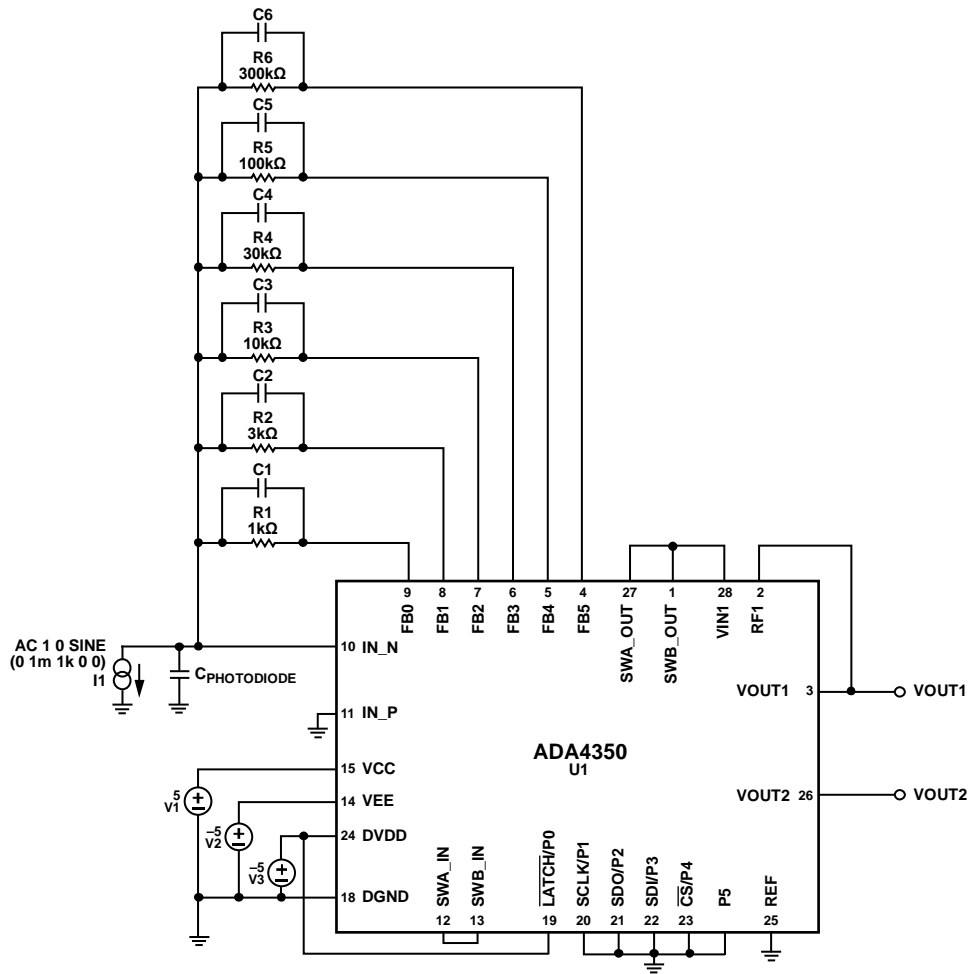 C6
R6
300kΩ
C5
R5
100kΩ
C4
R4
30kΩ
C3
R3
10kΩ
C2
R2
3kΩ
C1
R1
1kΩ
9 8 7 6 5 4 27 1 28 2
FB0 FB1 FB2 FB3 FB4 FB5 SWA_OUT SWB_OUT VIN1 RF1
AC 1 0 SINE
(0 1m 1k 0 0)
I1
CPHOTODIODE
10 IN_N
11 IN_P
15 VCC
14 VEE
24 DVDD
18 DGND
5
V1
−5
V2
−5
V3
ADA4350
U1
VOUT1 3 VOUT1
VOUT2 26 VOUT2
SWA_IN SWB_IN LATCH/P0 SCLK/P1 SDO/P2 SDI/P3 CS/P4 P5 REF
12 13 19 20 21 22 23 25